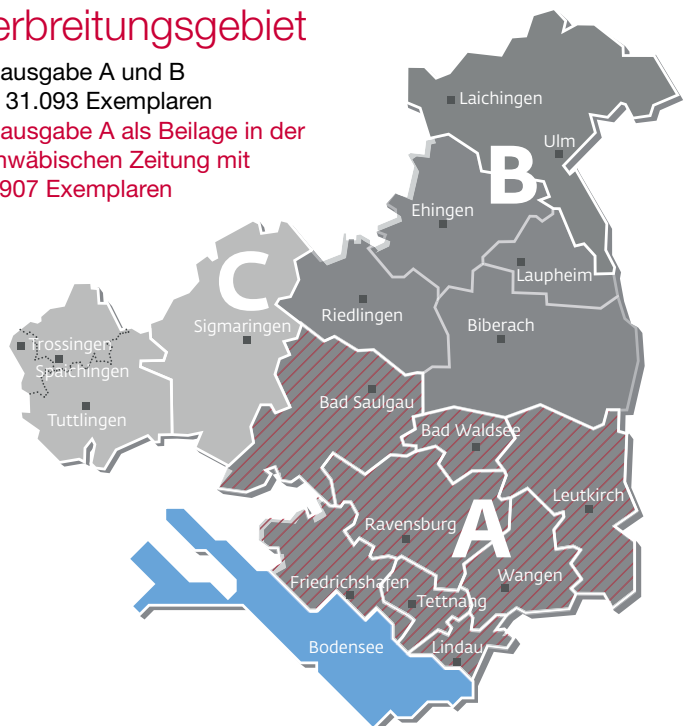 erbreitungsgebiet
ausgabe A und B
31.093 Exemplaren
ausgabe A als Beilage in der
hwäbischen Zeitung mit
907 Exemplaren
Laichingen
Ulm
B
Ehingen
Laupheim
C
Riedlingen
Sigmaringen
Biberach
Trossingen
Spaichingen
Tuttlingen
Bad Saulgau
Bad Waldsee
Leutkirch
Ravensburg
A
Friedrichshafen
Wangen
Tettnang
Bodensee
Lindau